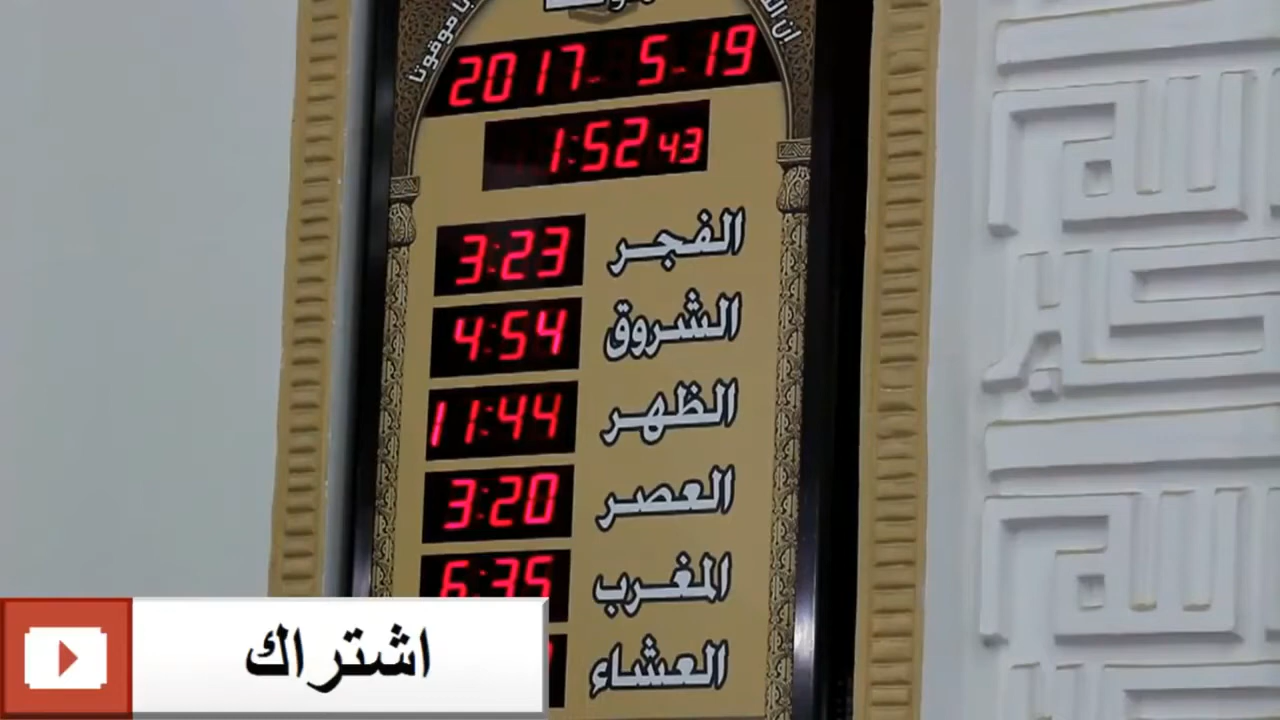 موقوتا
2017-5-19
1:52 43
الفجر 3:23
الشروق 4:54
الظهر 11:44
العصر 3:20
المغرب 6:35
العشاء
اشتراك